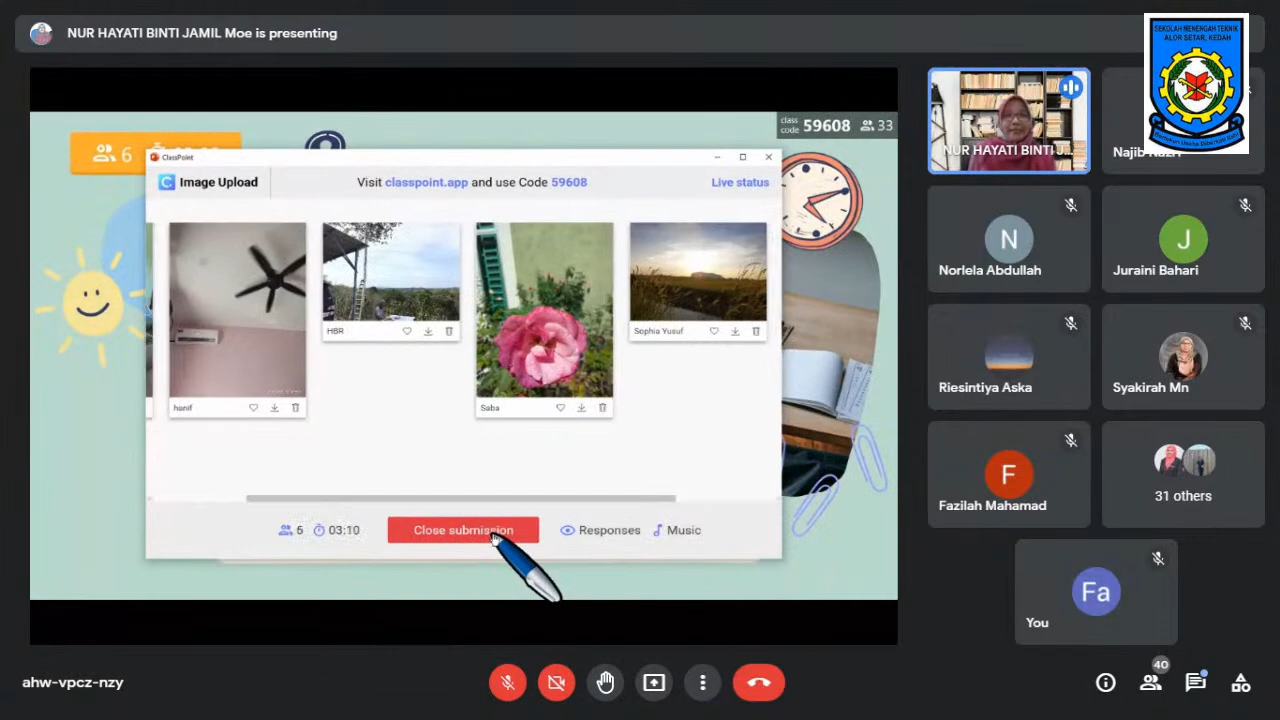 NUR HAYATI BINTI JAMIL Moe is presenting
SEKOLAH MENENGAH TEKNIK
ALOR SETAR, KEDAH
class code 59608 33
6
ClassPoint
Image Upload
Visit classpoint.app and use Code 59608
Live status
hanif
HBR
Saba
Sophia Yusuf
6 03:10
Close submission
Responses
Music
NUR HAYATI BINTI J...
Najib Nazri
N
Norlela Abdullah
J
Juraini Bahari
Riesintiya Aska
Syakirah Mn
F
Fazilah Mahamad
31 others
Fa
You
ahw-vpcz-nzy
40